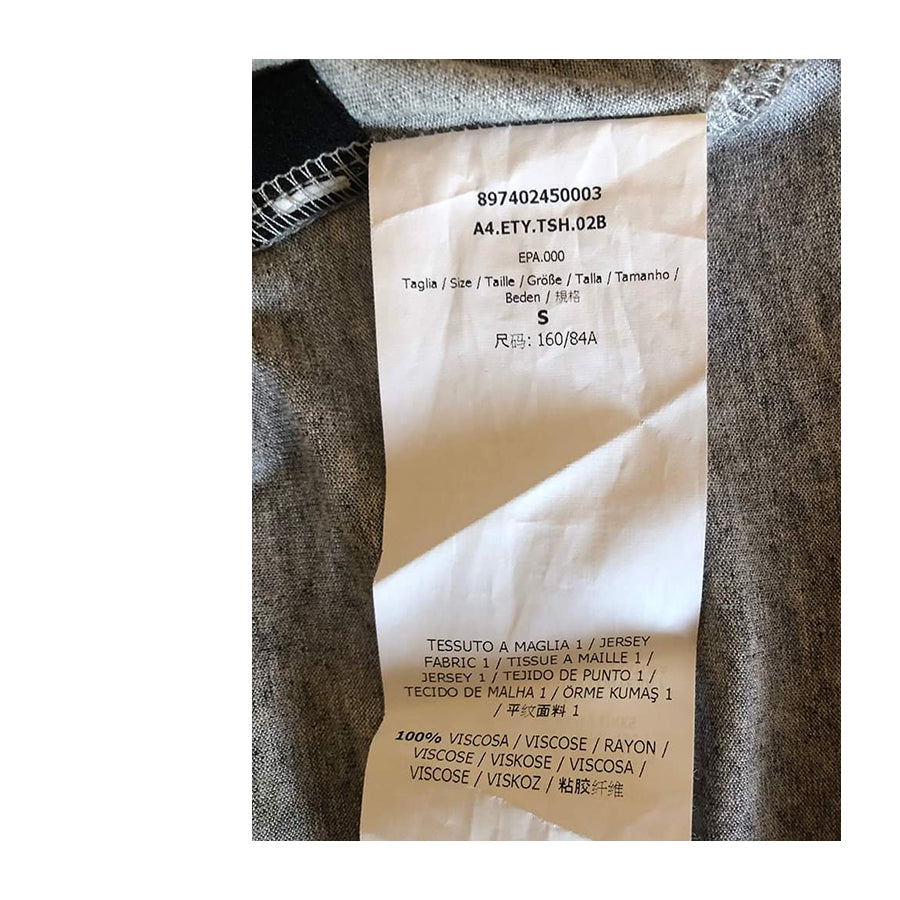 897402450003
A4.ETY.TSH.02B
EPA.000
Taglia / Size / Taille / Größe / Talla / Tamanho /
Beden / 規格
S
尺码: 160/84A
TESSUTO A MAGLIA 1 / JERSEY
FABRIC 1 / TISSUE A MAILLE 1 /
JERSEY 1 / TEJIDO DE PUNTO 1 /
TECIDO DE MALHA 1 / ÖRME KUMAŞ 1
/ 平纹面料 1
100% VISCOSA / VISCOSE / RAYON /
VISCOSE / VISKOSE / VISCOSA /
VISCOSE / VISKOZ / 粘胶纤维